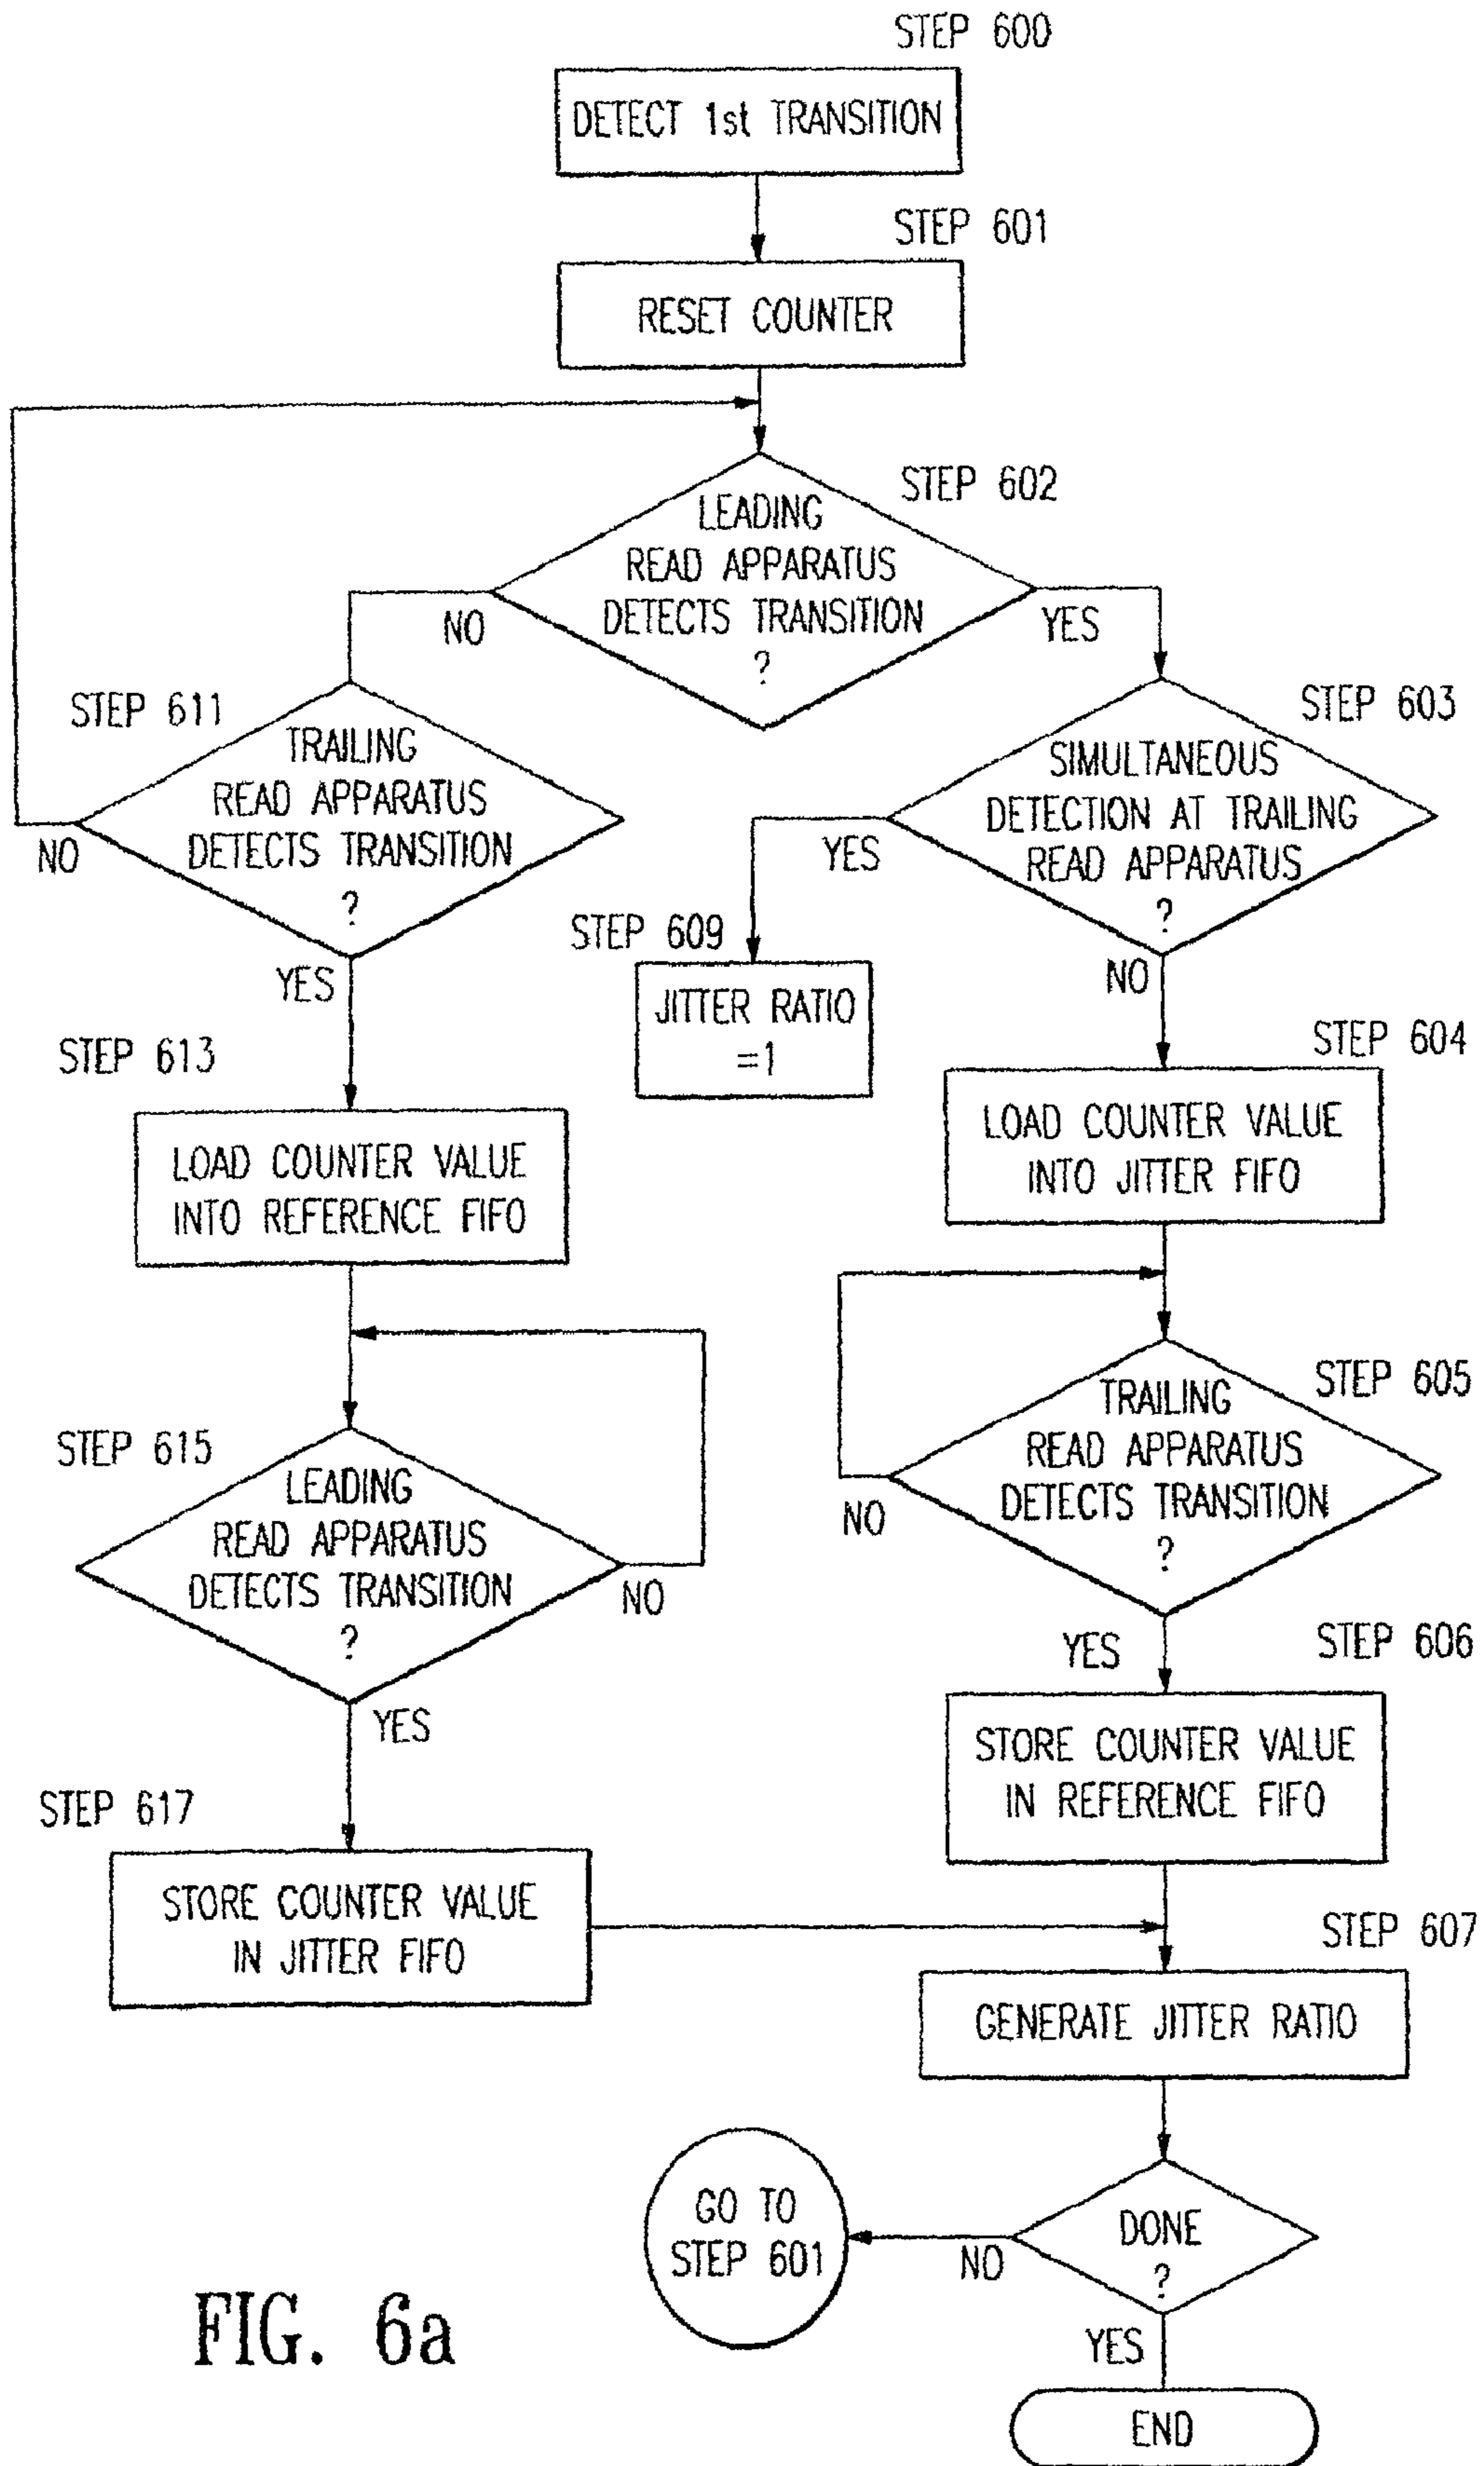 STEP 600
DETECT 1st TRANSITION
STEP 601
RESET COUNTER
STEP 602
LEADING
READ APPARATUS
DETECTS TRANSITION
?
NO
YES
STEP 611
TRAILING
READ APPARATUS
DETECTS TRANSITION
?
NO
YES
STEP 603
SIMULTANEOUS
DETECTION AT TRAILING
READ APPARATUS
?
YES
NO
STEP 609
JITTER RATIO
=1
STEP 613
LOAD COUNTER VALUE
INTO REFERENCE FIFO
STEP 604
LOAD COUNTER VALUE
INTO JITTER FIFO
STEP 615
LEADING
READ APPARATUS
DETECTS TRANSITION
?
NO
YES
STEP 605
TRAILING
READ APPARATUS
DETECTS TRANSITION
?
NO
YES
STEP 606
STORE COUNTER VALUE
IN REFERENCE FIFO
STEP 617
STORE COUNTER VALUE
IN JITTER FIFO
STEP 607
GENERATE JITTER RATIO
DONE
?
NO
GO TO
STEP 601
YES
END
FIG. 6a